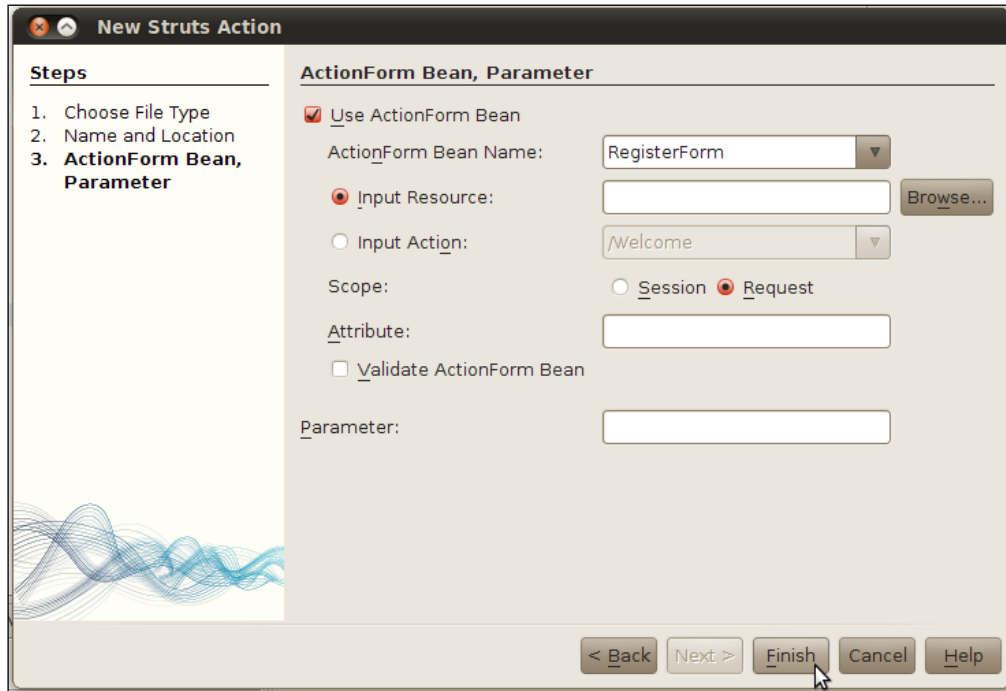 New Struts Action
Steps
1. Choose File Type
2. Name and Location
3. ActionForm Bean,
Parameter
ActionForm Bean, Parameter
Use ActionForm Bean
ActionForm Bean Name:
RegisterForm
Input Resource:
Browse...
Input Action:
/Welcome
Scope:
Session
Request
Attribute:
Validate ActionForm Bean
Parameter:
< Back
Next >
Finish
Cancel
Help